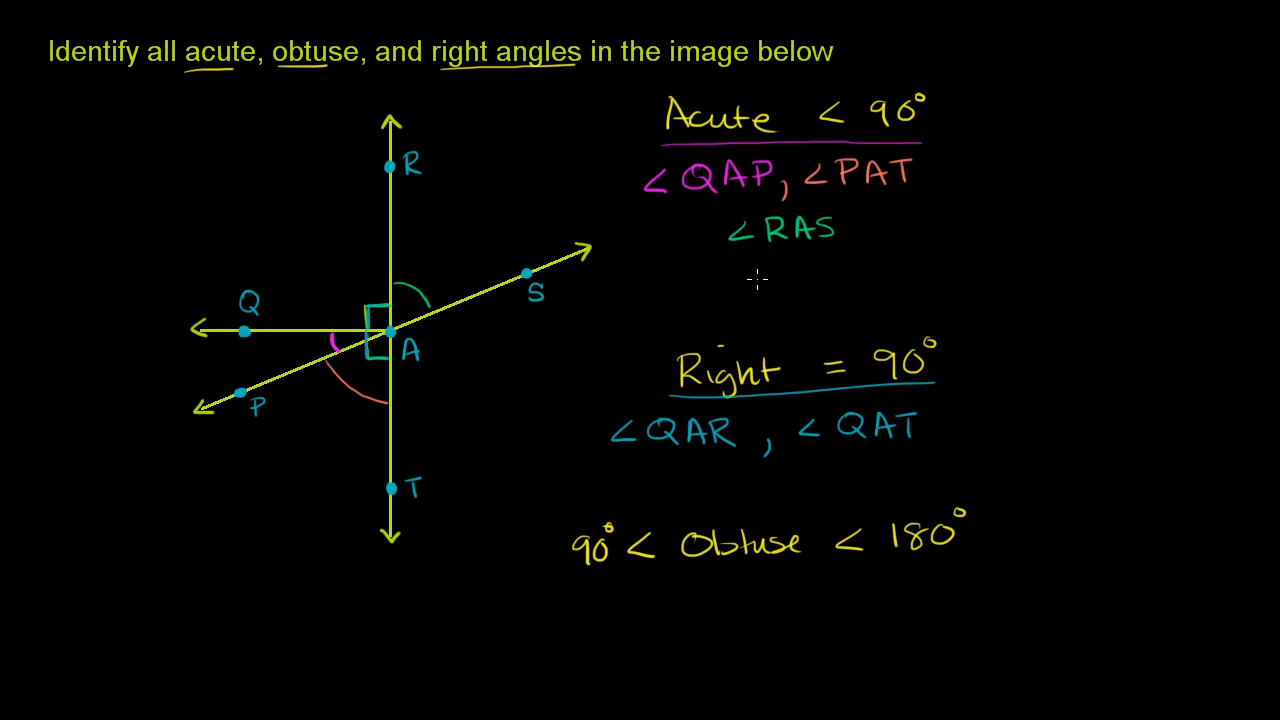 Identify all acute, obtuse, and right angles in the image below
Acute < 90°
∠QAP, ∠PAT
∠RAS
R
S
Q
A
P
Right = 90°
∠QAR, ∠QAT
T
90° < Obtuse < 180°